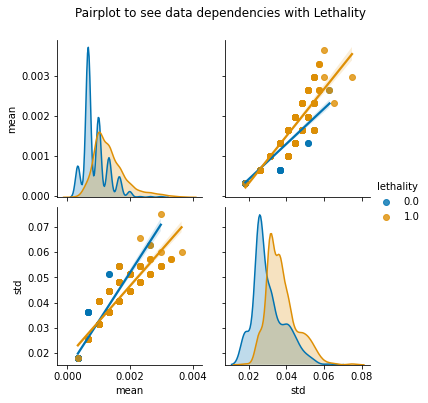 Pairplot to see data dependencies with Lethality
0.003
0.002
0.001
0.000
mean
lethality
0.0
1.0
0.07
0.06
0.05
0.04
0.03
0.02
std
0.000 0.002 0.004
mean
0.02 0.04 0.06 0.08
std